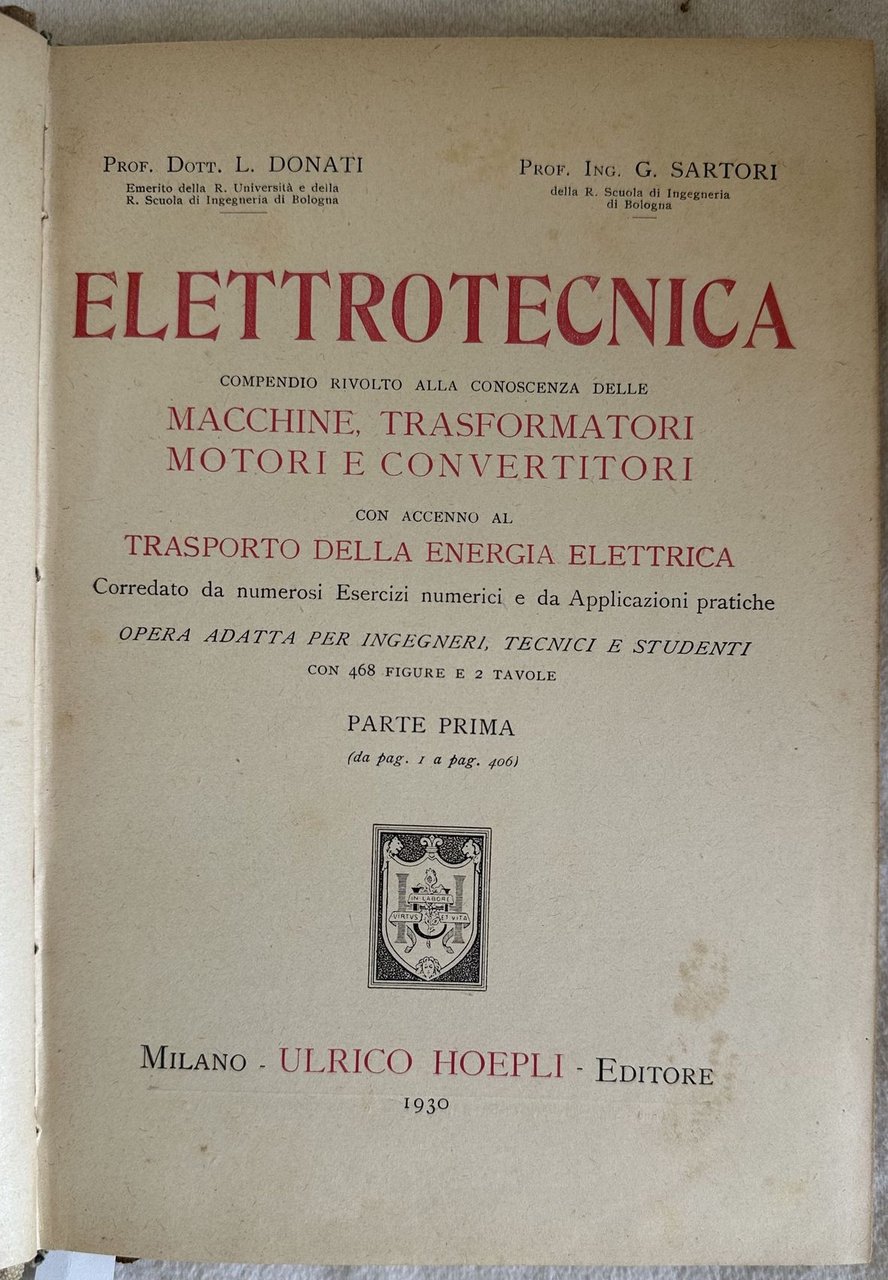 PROF. DOTT. L. DONATI
Emerito della R. Università e della
R. Scuola di Ingegneria di Bologna
PROF. ING. G. SARTORI
della R. Scuola di Ingegneria
di Bologna
ELETTROTECNICA
COMPENDIO RIVOLTO ALLA CONOSCENZA DELLE
MACCHINE, TRASFORMATORI
MOTORI E CONVERTITORI
CON ACCENNO AL
TRASPORTO DELLA ENERGIA ELETTRICA
Corredato da numerosi Esercizi numerici e da Applicazioni pratiche
OPERA ADATTA PER INGEGNERI, TECNICI E STUDENTI
CON 468 FIGURE E 2 TAVOLE
PARTE PRIMA
(da pag. 1 a pag. 406)
IN LABORE
VIRTVS ET VITA
MILANO - ULRICO HOEPLI - EDITORE
1930